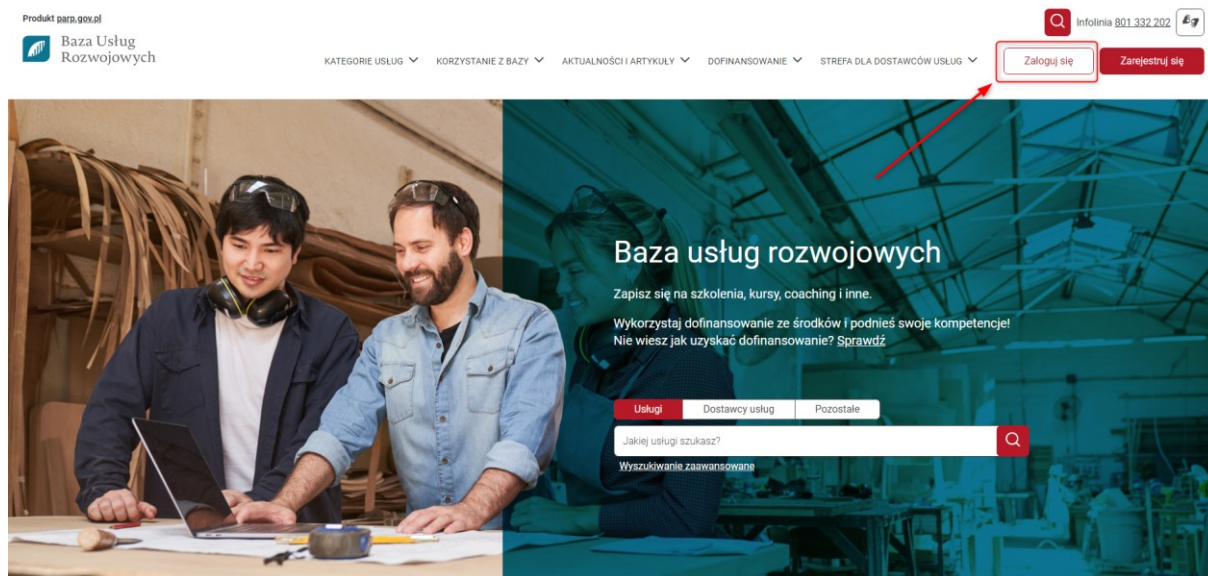 Produkt parp.gov.pl
Infolinia 801 332 202
Baza Usług
Rozwojowych
KATEGORIE USŁUG
KORZYSTANIE Z BAZY
AKTUALNOŚCI I ARTYKUŁY
DOFINANSOWANIE
STREFA DLA DOSTAWCÓW USŁUG
Zaloguj się
Zarejestruj się
Baza usług rozwojowych
Zapisz się na szkolenia, kursy, coaching i inne.
Wykorzystaj dofinansowanie ze środków i podnieś swoje kompetencje!
Nie wiesz jak uzyskać dofinansowanie? Sprawdź
Usługi
Dostawcy usług
Pozostałe
Jakiej usługi szukasz?
Wyszukiwanie zaawansowane